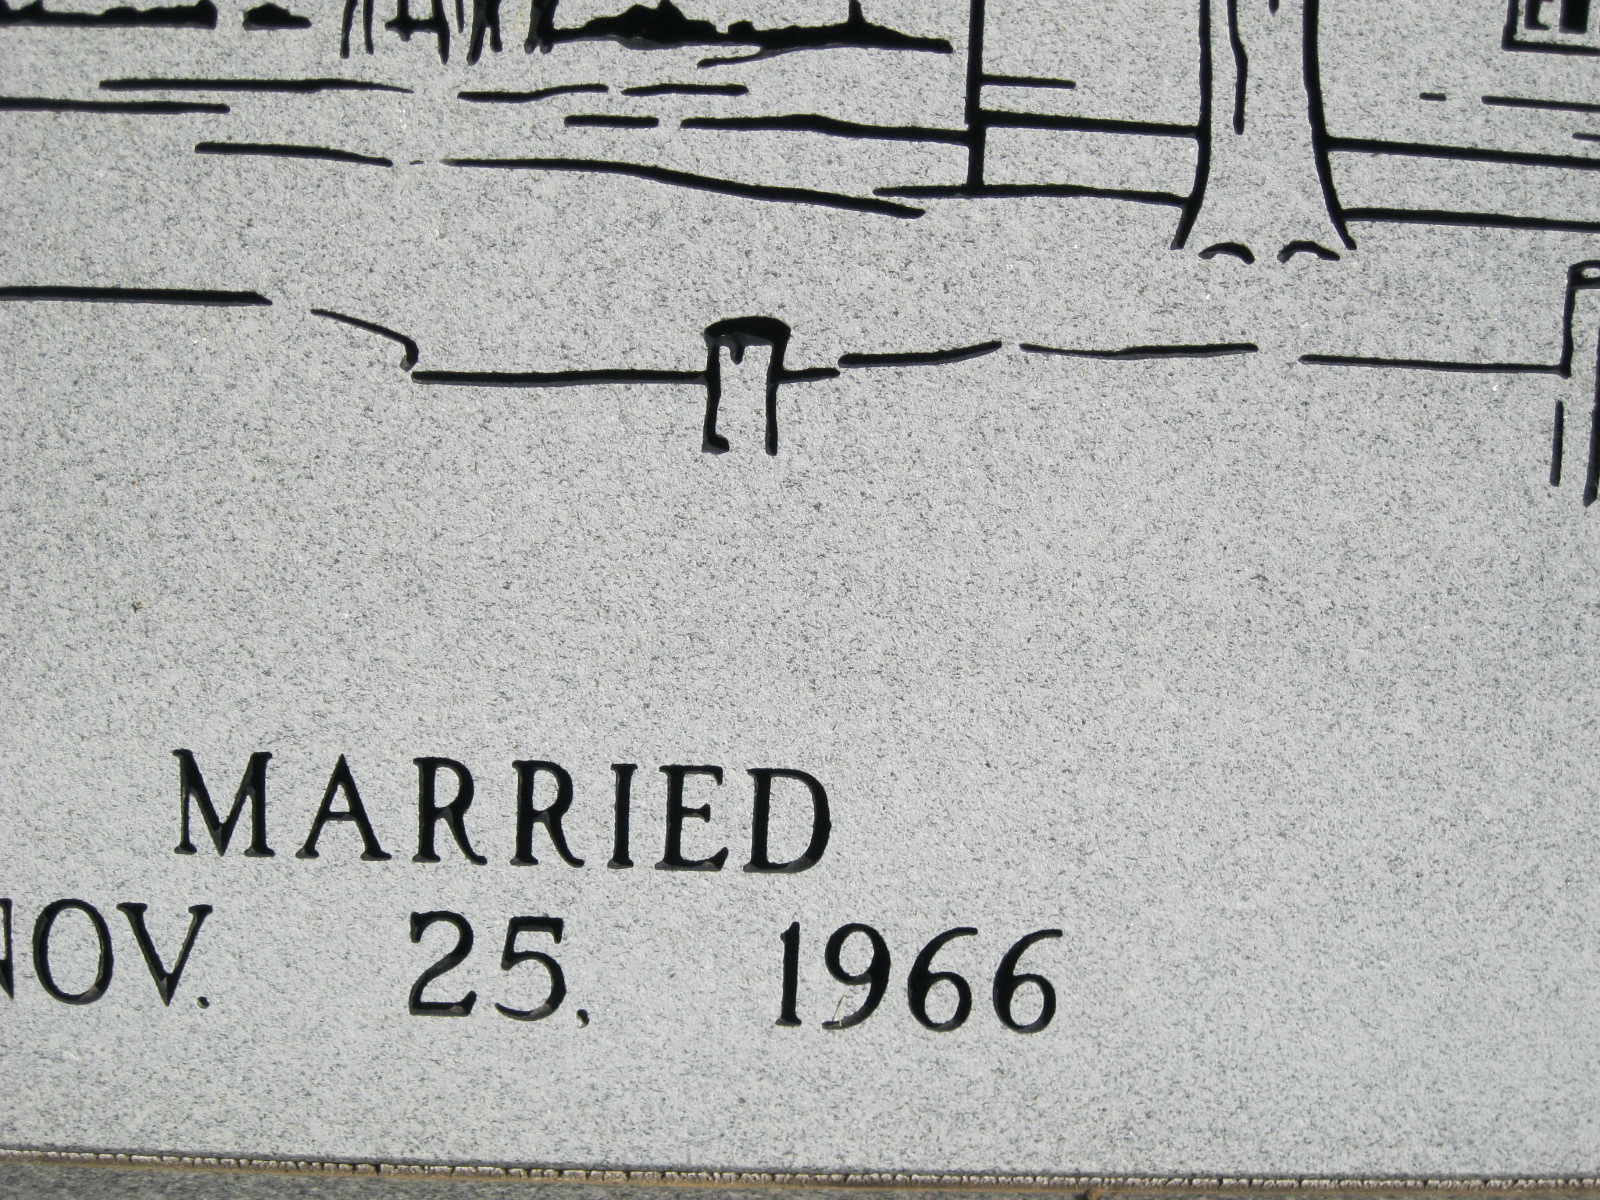 MARRIED
NOV. 25, 1966